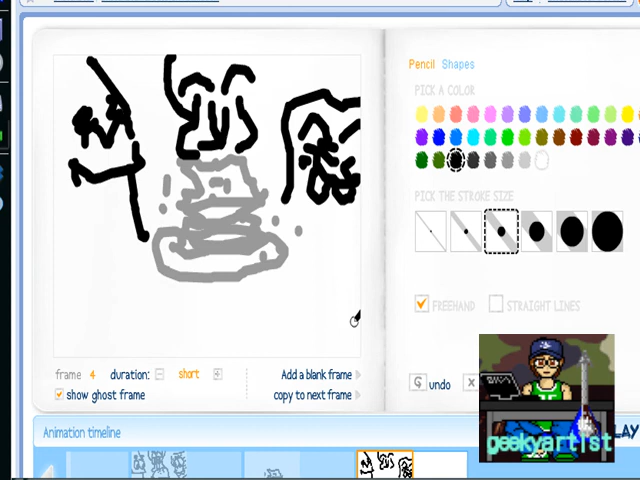 Pencil Shapes
PICK A COLOR
PICK THE STROKE SIZE
FREEHAND STRAIGHT LINES
frame 4 duration: short
show ghost frame
Add a blank frame
copy to next frame
undo x
Animation timeline
LAY
geekyartist